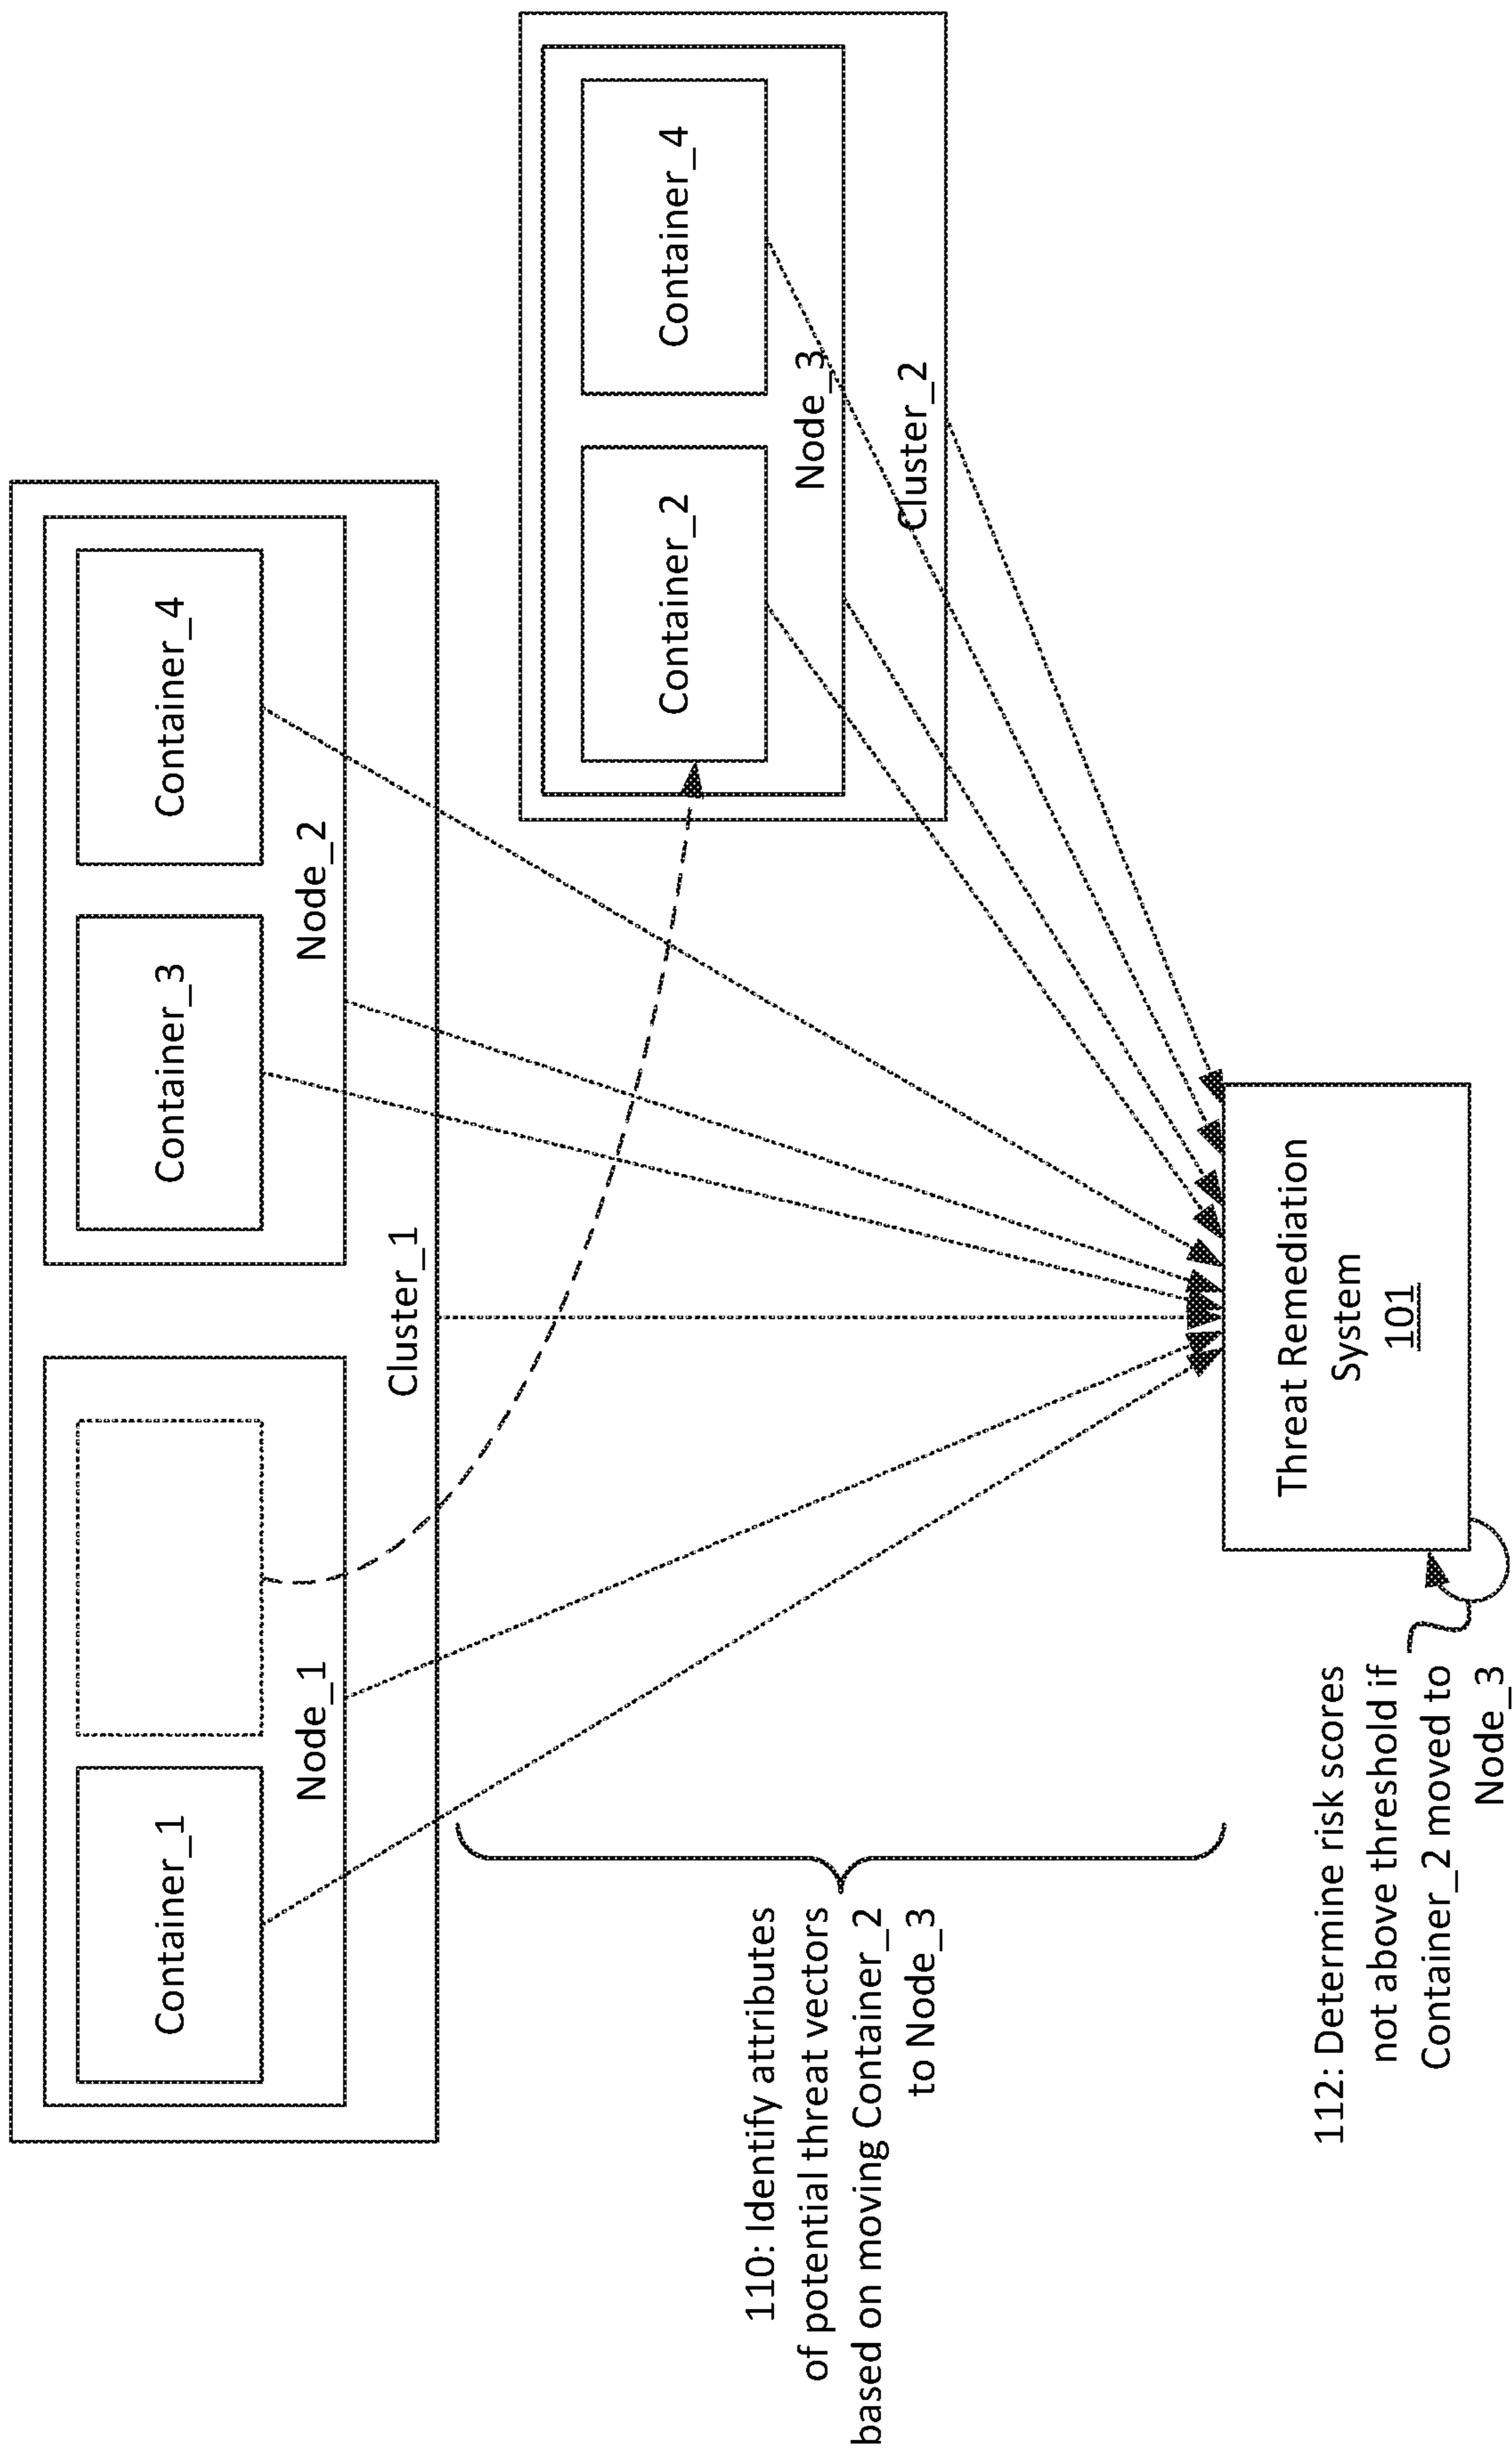 Container_1
Node_1
Container_3
Container_4
Node_2
Cluster_1
Container_2
Container_4
Node_3
Cluster_2
110: Identify attributes
of potential threat vectors
based on moving Container_2
to Node_3
Threat Remediation
System
101
112: Determine risk scores
not above threshold if
Container_2 moved to
Node_3